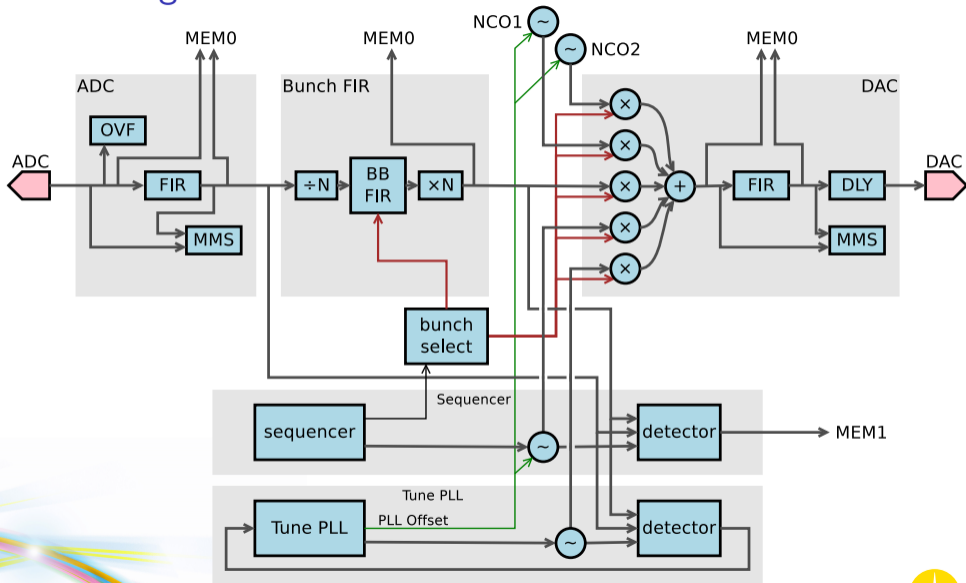 NCO1
~
MEM0
MEM0
~
NCO2
MEM0
ADC
Bunch FIR
DAC
×
OVF
×
ADC
FIR
÷N
BB
FIR
×N
×
+
FIR
DLY
DAC
MMS
×
MMS
×
bunch
select
Sequencer
sequencer
~
detector
MEM1
Tune PLL
PLL Offset
Tune PLL
~
detector